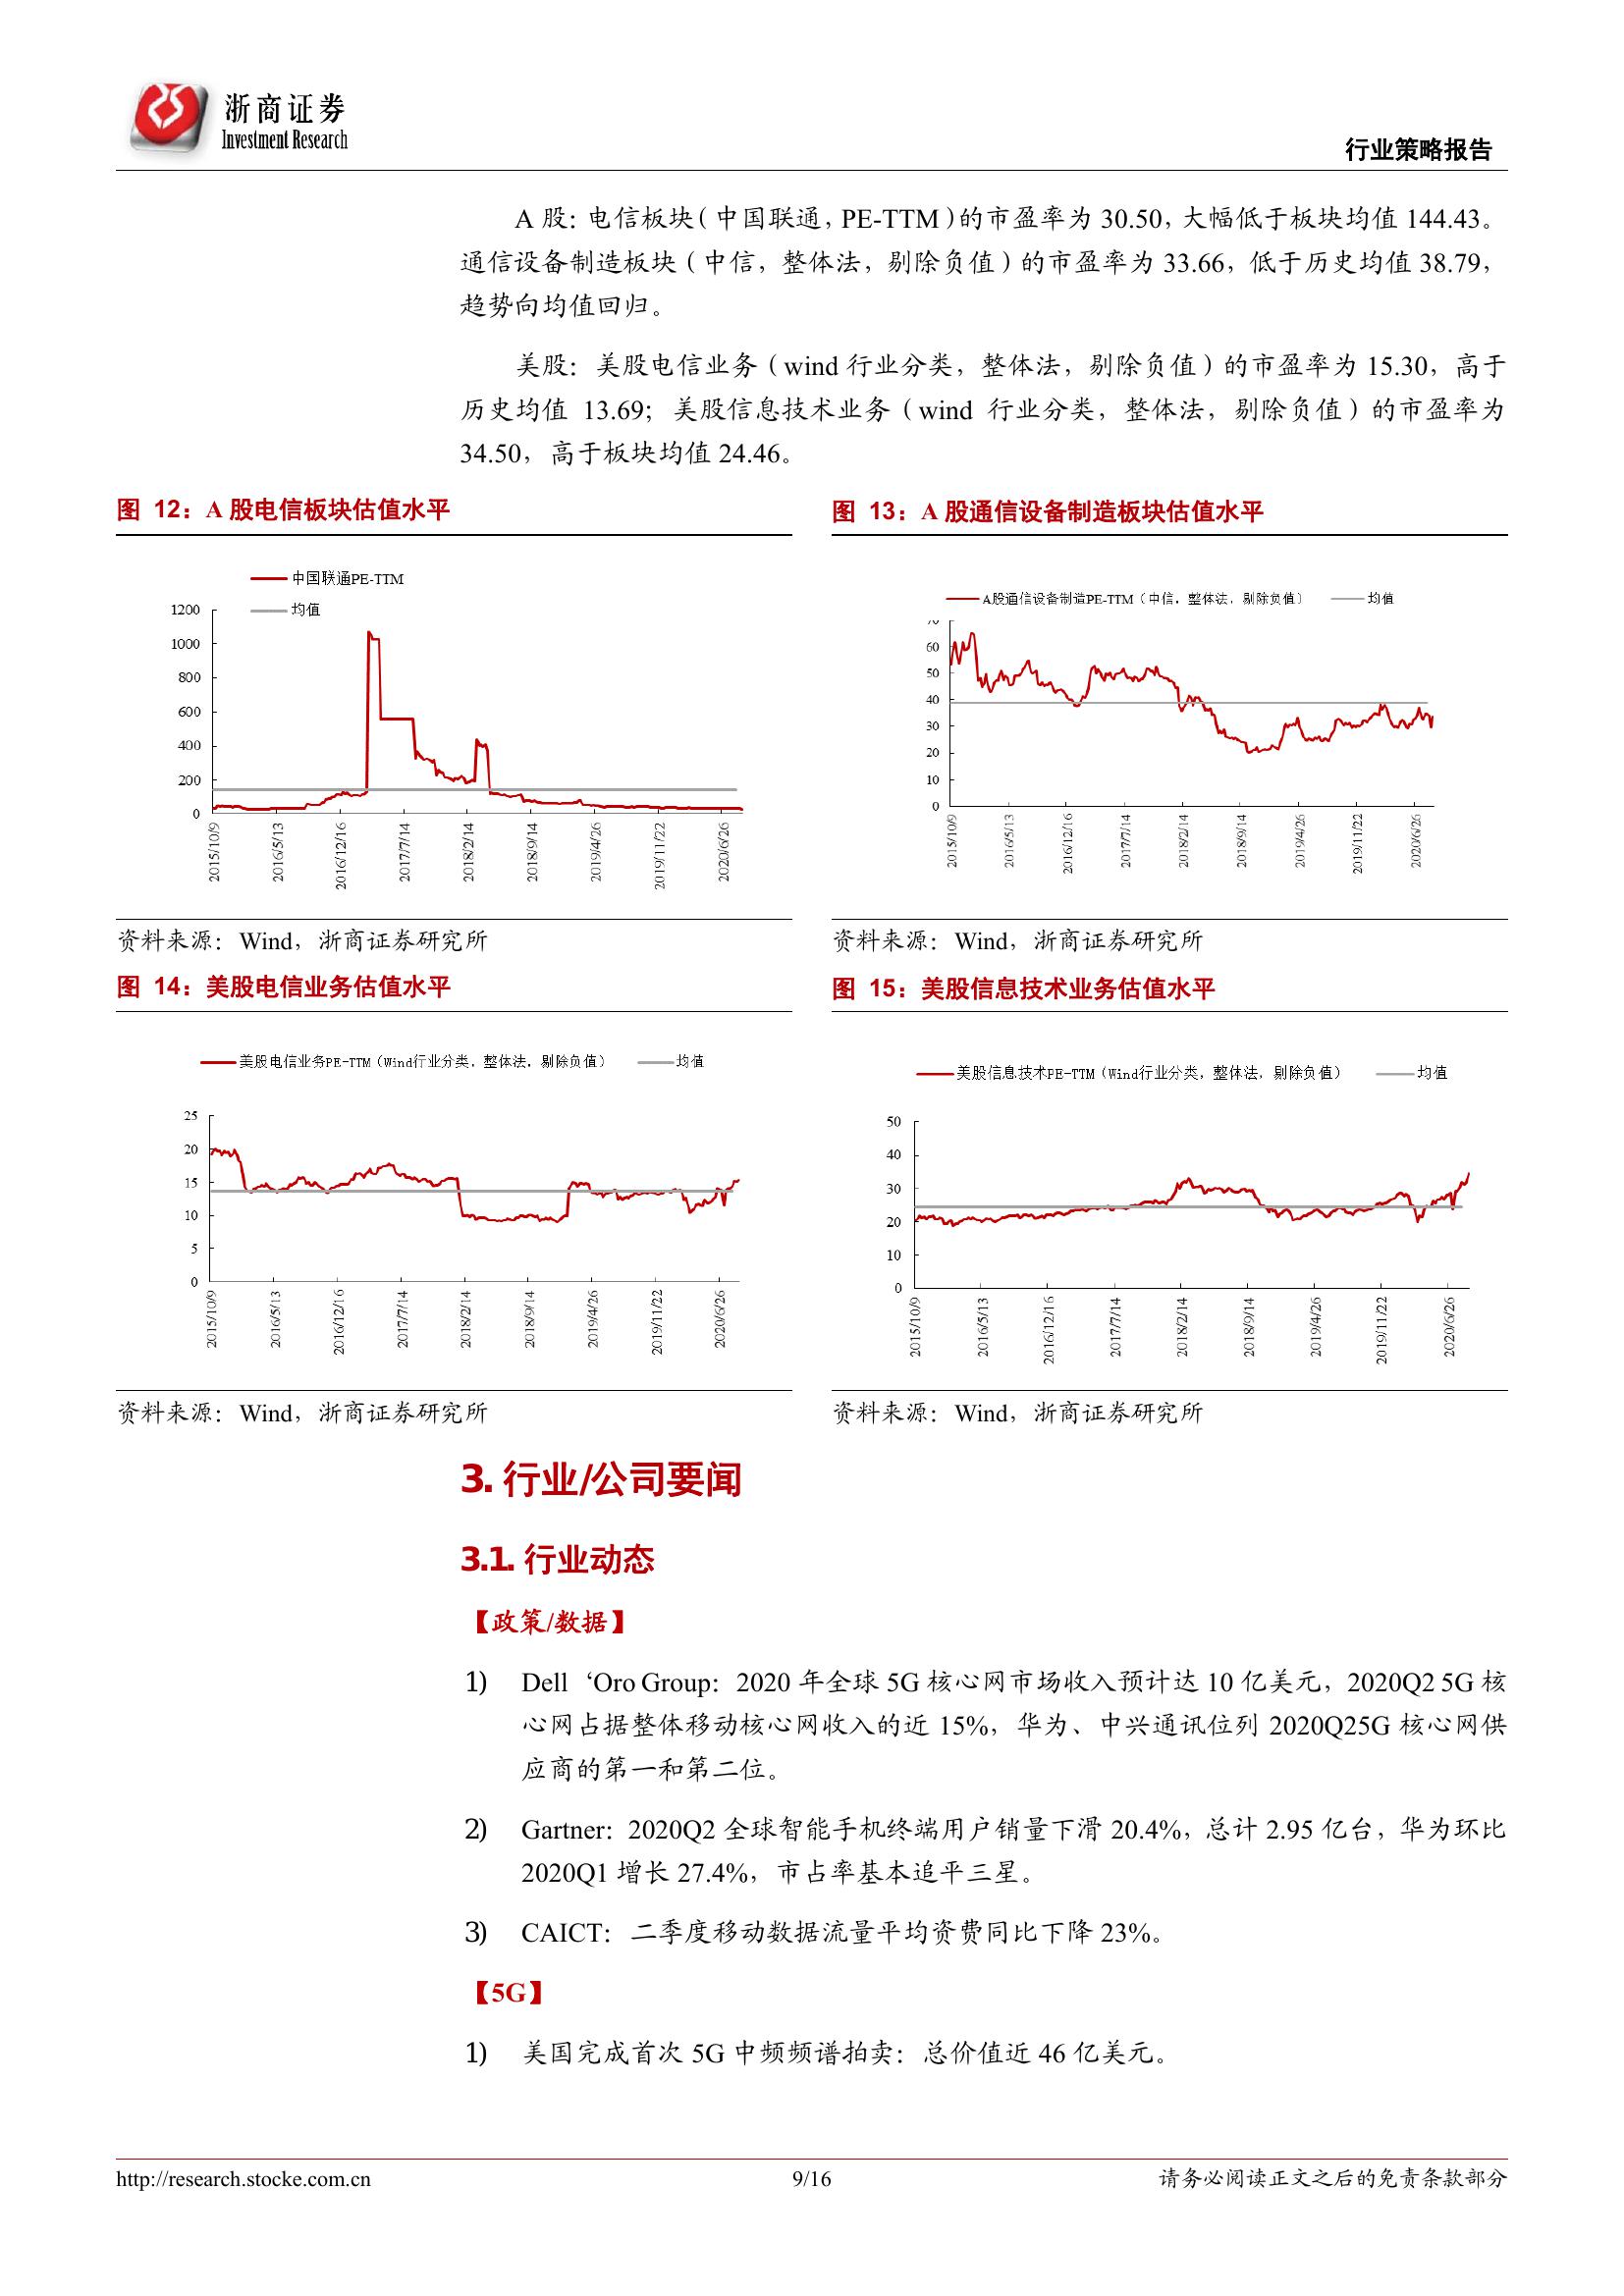 浙商证券
Investment Research
行业策略报告
A 股：电信板块（中国联通，PE-TTM）的市盈率为 30.50，大幅低于板块均值 144.43。
通信设备制造板块（中信，整体法，剔除负值）的市盈率为 33.66，低于历史均值 38.79，
趋势向均值回归。
美股：美股电信业务（wind 行业分类，整体法，剔除负值）的市盈率为 15.30，高于
历史均值 13.69；美股信息技术业务（wind 行业分类，整体法，剔除负值）的市盈率为
34.50，高于板块均值 24.46。
图 12：A 股电信板块估值水平
中国联通PE-TTM
均值
1200
1000
800
600
400
200
0
2015/10/9
2016/5/13
2016/12/16
2017/7/14
2018/2/14
2018/9/14
2019/4/26
2019/11/22
2020/6/26
资料来源：Wind，浙商证券研究所
图 13：A 股通信设备制造板块估值水平
A股通信设备制造PE-TTM（中信，整体法，剔除负值）
均值
70
60
50
40
30
20
10
0
2015/10/9
2016/5/13
2016/12/16
2017/7/14
2018/2/14
2018/9/14
2019/4/26
2019/11/22
2020/6/26
资料来源：Wind，浙商证券研究所
图 14：美股电信业务估值水平
美股电信业务PE-TTM（Wind行业分类，整体法，剔除负值）
均值
25
20
15
10
5
0
2015/10/9
2016/5/13
2016/12/16
2017/7/14
2018/2/14
2018/9/14
2019/4/26
2019/11/22
2020/6/26
资料来源：Wind，浙商证券研究所
图 15：美股信息技术业务估值水平
美股信息技术PE-TTM（Wind行业分类，整体法，剔除负值）
均值
50
40
30
20
10
0
2015/10/9
2016/5/13
2016/12/16
2017/7/14
2018/2/14
2018/9/14
2019/4/26
2019/11/22
2020/6/26
资料来源：Wind，浙商证券研究所
3. 行业/公司要闻
3.1. 行业动态
【政策/数据】
1) Dell ‘Oro Group：2020 年全球 5G 核心网市场收入预计达 10 亿美元，2020Q2 5G 核
心网占据整体移动核心网收入的近 15%，华为、中兴通讯位列 2020Q25G 核心网供
应商的第一和第二位。
2) Gartner：2020Q2 全球智能手机终端用户销量下滑 20.4%，总计 2.95 亿台，华为环比
2020Q1 增长 27.4%，市占率基本追平三星。
3) CAICT：二季度移动数据流量平均资费同比下降 23%。
【5G】
1) 美国完成首次 5G 中频频谱拍卖：总价值近 46 亿美元。
http://research.stocke.com.cn
9/16
请务必阅读正文之后的免责条款部分